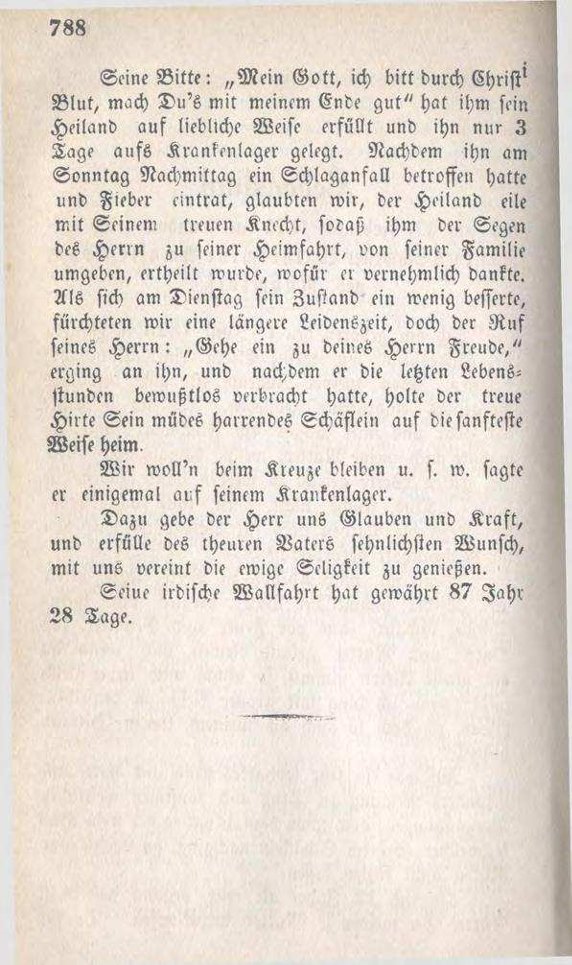 788
Seine Bitte: „Mein Gott, ich bitt durch Christi
Blut, mach Du's mit meinem Ende gut“ hat ihm sein
Heiland auf liebliche Weise erfüllt und ihn nur 3
Tage aufs Krankenlager gelegt. Nachdem ihn am
Sonntag Nachmittag ein Schlaganfall betroffen hatte
und Fieber eintrat, glaubten wir, der Heiland eile
mit Seinem treuen Knecht, sodaß ihm der Segen
des Herrn zu seiner Heimfahrt, von seiner Familie
umgeben, ertheilt wurde, wofür er vernehmlich dankte.
Als sich am Dienstag sein Zustand ein wenig besserte,
fürchteten wir eine längere Leidenszeit, doch der Ruf
seines Herrn: „Gehe ein zu deines Herrn Freude,“
erging an ihn, und nachdem er die letzten Lebens-
stunden bewußtlos verbracht hatte, holte der treue
Hirte Sein müdes harrendes Schäflein auf die sanfteste
Weise heim.
Wir woll'n beim Kreuze bleiben u. s. w. sagte
er einigemal auf seinem Krankenlager.
Dazu gebe der Herr uns Glauben und Kraft,
und erfülle des theuren Vaters sehnlichsten Wunsch,
mit uns vereint die ewige Seligkeit zu genießen.
Seiue irdische Wallfahrt hat gewährt 87 Jahr
28 Tage.